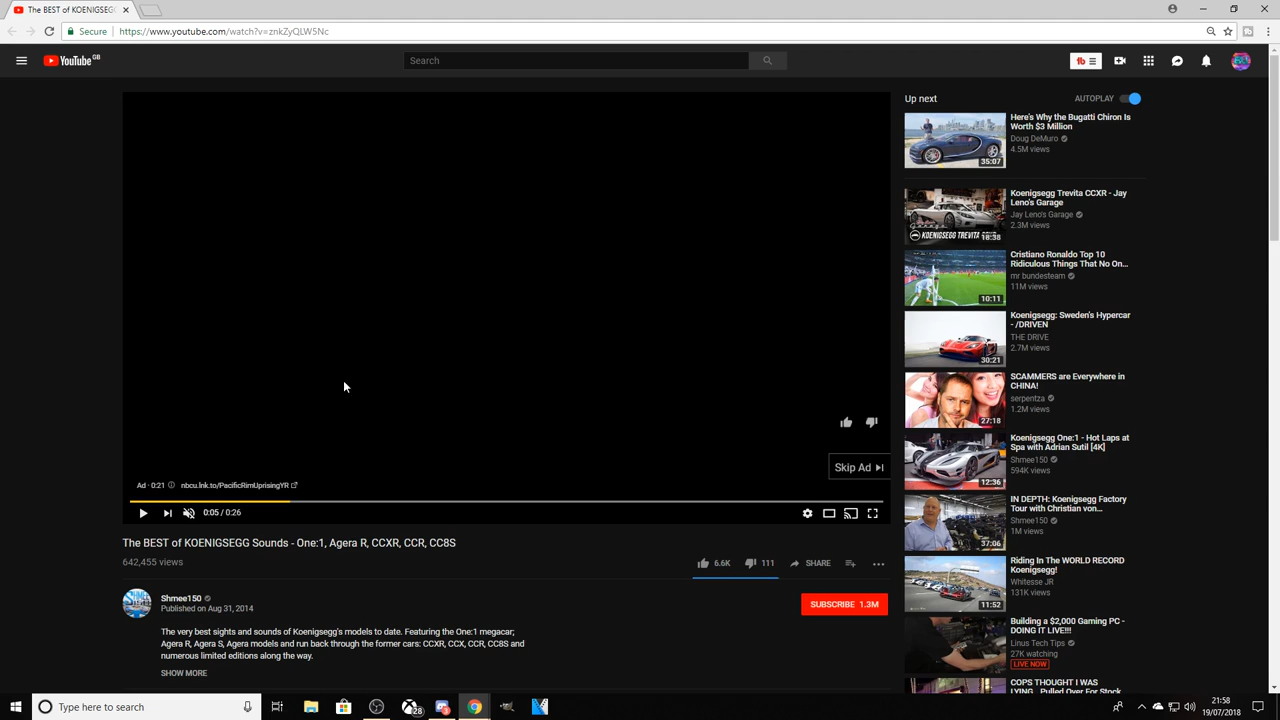 The BEST of KOENIGSEGG
Secure
https://www.youtube.com/watch?v=znkZyQLW5Nc
YouTube GB
Search
Up next
AUTOPLAY
Here's Why the Bugatti Chiron Is
Worth $3 Million
Doug DeMuro
4.5M views
35:07
Koenigsegg Trevita CCXR - Jay
Leno's Garage
Jay Leno's Garage
2.3M views
KOENIGSEGG TREVITA
18:38
Cristiano Ronaldo Top 10
Ridiculous Things That No On...
mr bundesteam
11M views
10:11
Koenigsegg: Sweden's Hypercar
- /DRIVEN
THE DRIVE
2.7M views
30:21
SCAMMERS are Everywhere in
CHINA!
serpentza
1.2M views
27:18
Koenigsegg One:1 - Hot Laps at
Spa with Adrian Sutil [4K]
Shmee150
594K views
12:36
IN DEPTH: Koenigsegg Factory
Tour with Christian von...
Shmee150
1M views
37:06
Riding In The WORLD RECORD
Koenigsegg!
Whitesse JR
131K views
11:52
Building a $2,000 Gaming PC -
DOING IT LIVE!!!
Linus Tech Tips
27K watching
LIVE NOW
COPS THOUGHT I WAS
LYING...Pulled Over For Stock
Skip Ad
Ad · 0:21
nbcu.lnk.to/PacificRimUprisingYR
0:05 / 0:26
The BEST of KOENIGSEGG Sounds - One:1, Agera R, CCXR, CCR, CC8S
642,455 views
6.6K
111
SHARE
Shmee150
Published on Aug 31, 2014
SUBSCRIBE 1.3M
The very best sights and sounds of Koenigsegg's models to date. Featuring the One:1 megacar,
Agera R, Agera S, Agera models and run back through the former cars: CCXR, CCX, CCR, CC8S and
numerous limited editions along the way.
SHOW MORE
Type here to search
28
21:58
19/07/2018